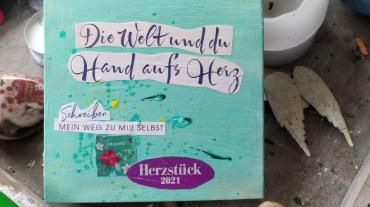 Die Welt und du
Hand aufs Herz
Schreiben
MEIN WEG ZU MIR SELBST
Herzstück
2021